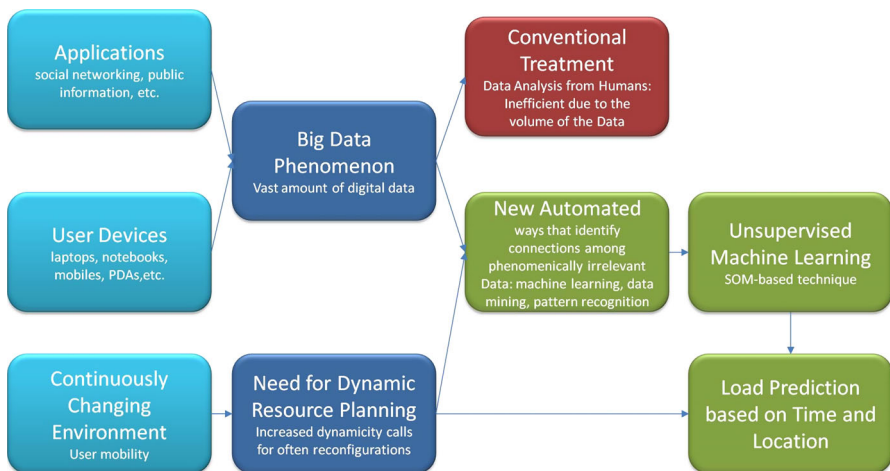 Applications
social networking, public
information, etc.
User Devices
laptops, notebooks,
mobiles, PDAs,etc.
Continuously
Changing
Environment
User mobility
Big Data
Phenomenon
Vast amount of digital data
Need for Dynamic
Resource Planning
Increased dynamicity calls
for often reconfigurations
Conventional
Treatment
Data Analysis from Humans:
Inefficient due to the
volume of the Data
New Automated
ways that identify
connections among
phenomenically irrelevant
Data: machine learning, data
mining, pattern recognition
Unsupervised
Machine Learning
SOM-based technique
Load Prediction
based on Time and
Location